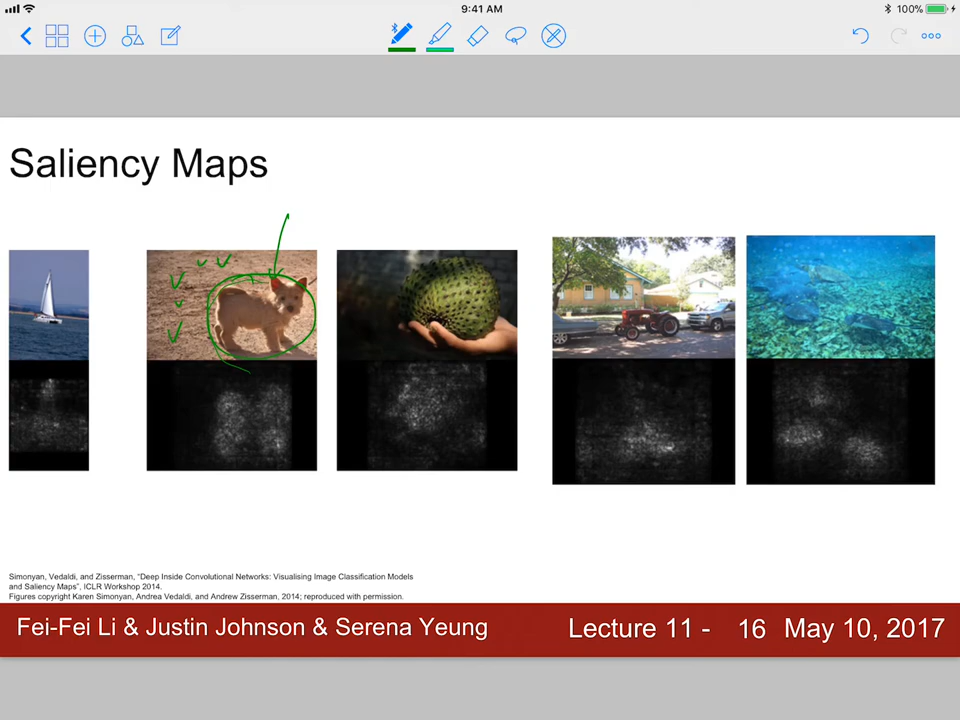 9:41 AM
100%
Saliency Maps
Simonyan, Vedaldi, and Zisserman, "Deep Inside Convolutional Networks: Visualising Image Classification Models
and Saliency Maps", ICLR Workshop 2014.
Figures copyright Karen Simonyan, Andrea Vedaldi, and Andrew Zisserman, 2014; reproduced with permission.
Fei-Fei Li & Justin Johnson & Serena Yeung Lecture 11 - 16 May 10, 2017